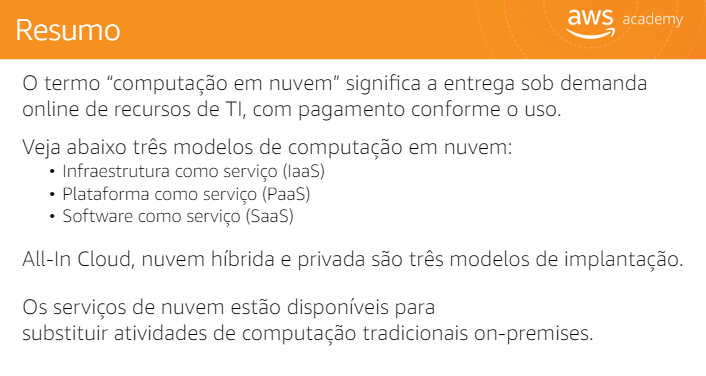 Resumo
aws academy
O termo “computação em nuvem” significa a entrega sob demanda
online de recursos de TI, com pagamento conforme o uso.
Veja abaixo três modelos de computação em nuvem:
• Infraestrutura como serviço (IaaS)
• Plataforma como serviço (PaaS)
• Software como serviço (SaaS)
All-In Cloud, nuvem híbrida e privada são três modelos de implantação.
Os serviços de nuvem estão disponíveis para
substituir atividades de computação tradicionais on-premises.